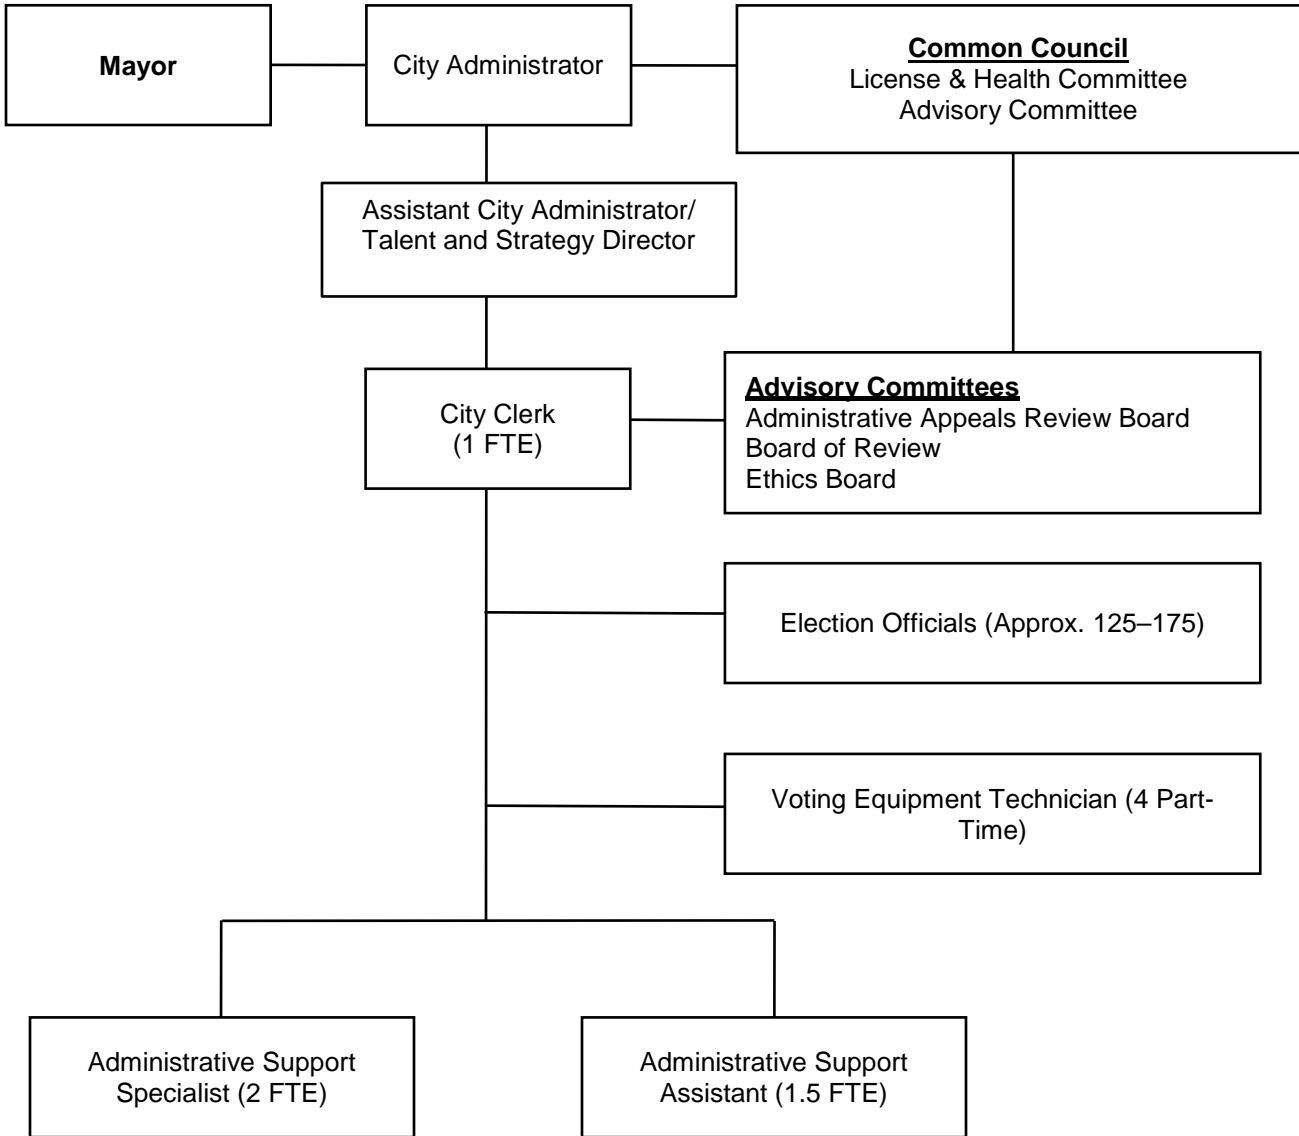 Mayor
City Administrator
Common Council
License & Health Committee
Advisory Committee
Assistant City Administrator/
Talent and Strategy Director
City Clerk
(1 FTE)
Advisory Committees
Administrative Appeals Review Board
Board of Review
Ethics Board
Election Officials (Approx. 125–175)
Voting Equipment Technician (4 Part-
Time)
Administrative Support
Specialist (2 FTE)
Administrative Support
Assistant (1.5 FTE)